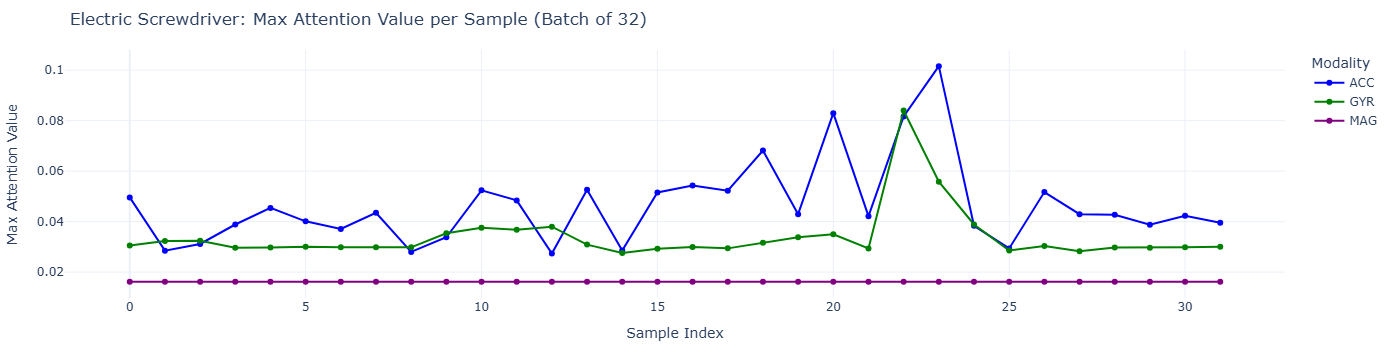 Electric Screwdriver: Max Attention Value per Sample (Batch of 32)
Max Attention Value
0.1
0.08
0.06
0.04
0.02
0 5 10 15 20 25 30
Sample Index
Modality
ACC
GYR
MAG